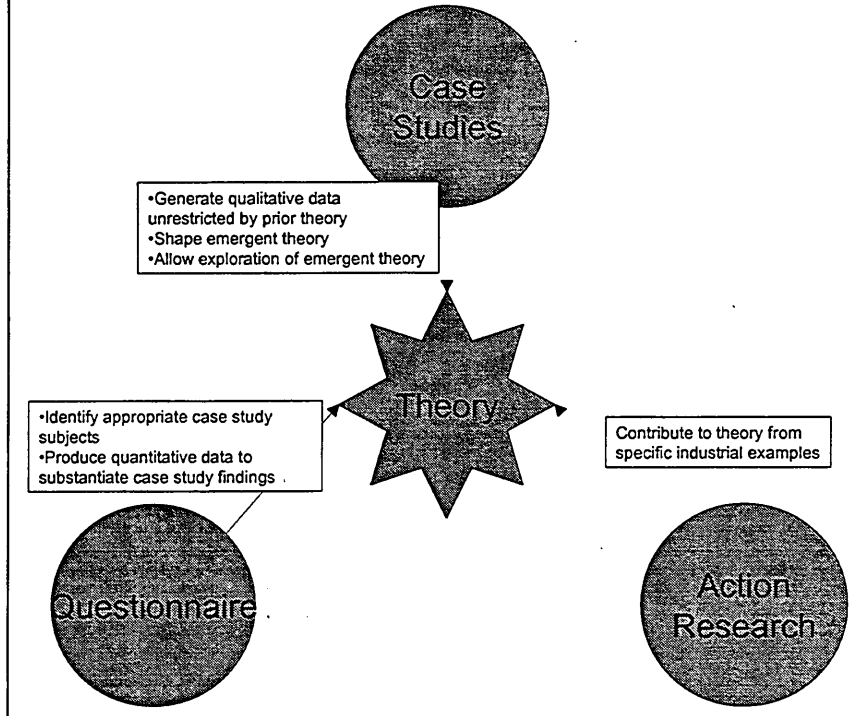 Case
Studies
•Generate qualitative data
unrestricted by prior theory
•Shape emergent theory
•Allow exploration of emergent theory
Theory
•Identify appropriate case study
subjects
•Produce quantitative data to
substantiate case study findings
Contribute to theory from
specific industrial examples
Questionnaire
Action
Research